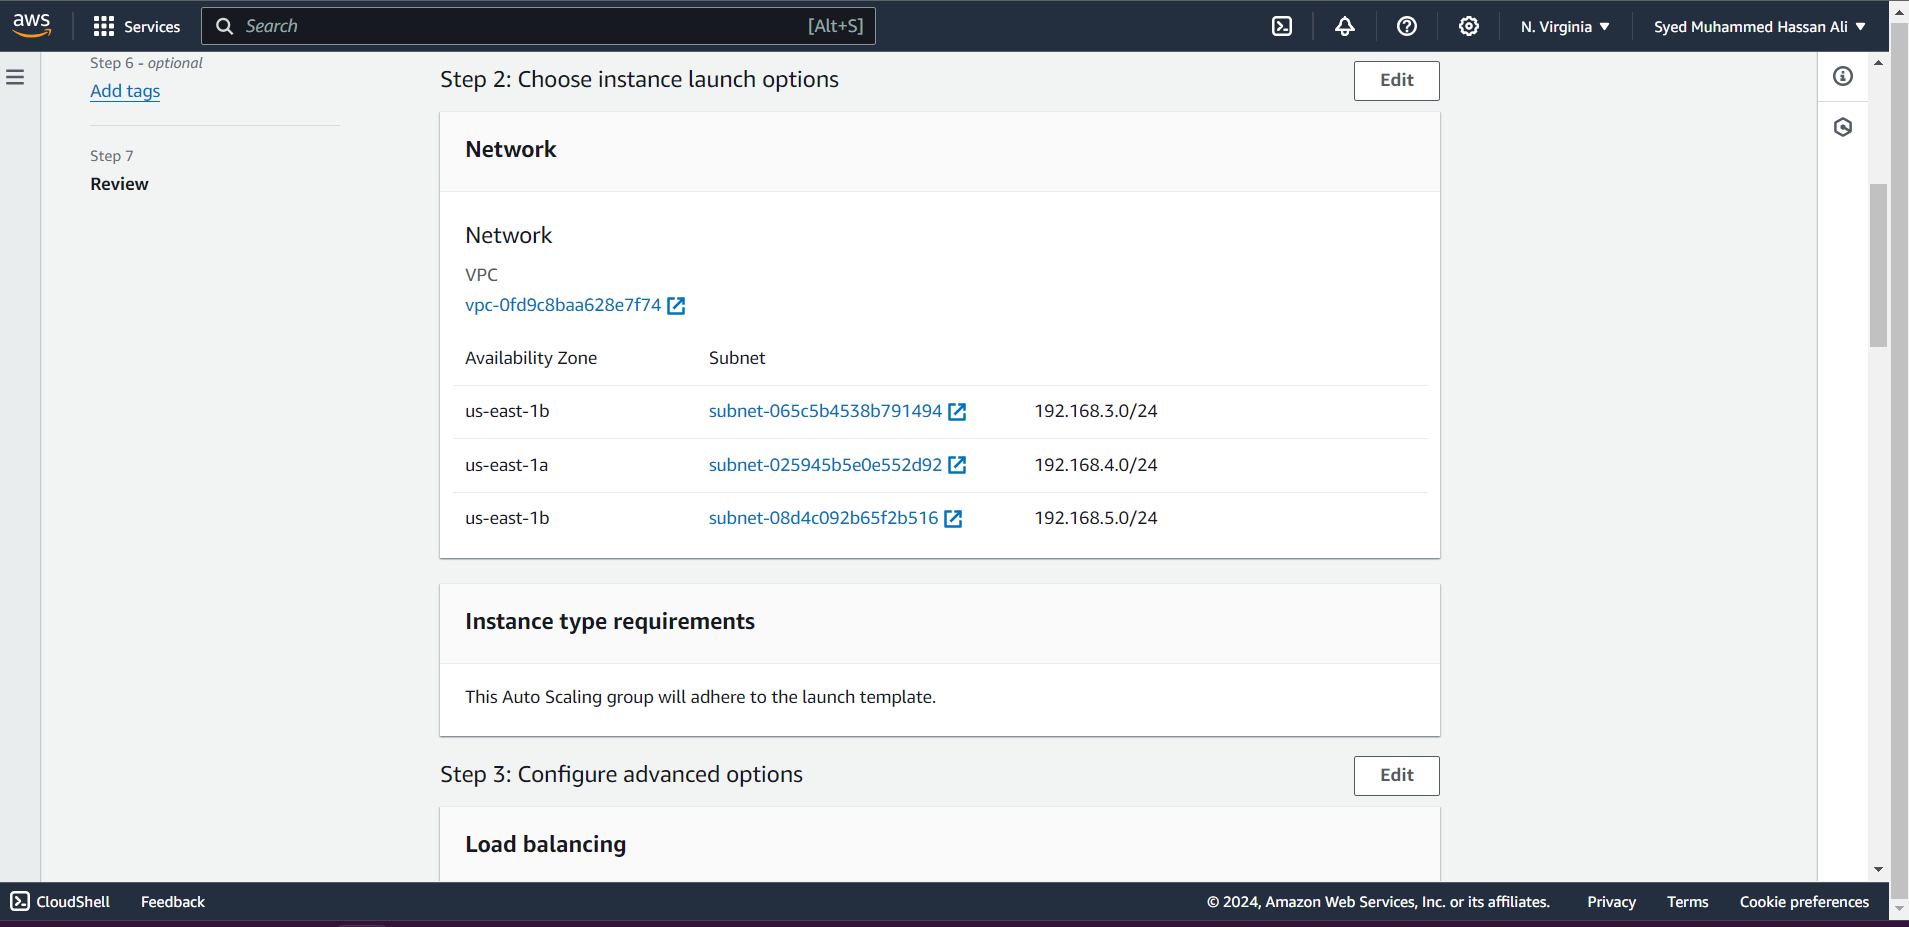 aws
Services
Search
[Alt+S]
N. Virginia
Syed Muhammed Hassan Ali
Step 6 - optional
Add tags
Step 7
Review
Step 2: Choose instance launch options
Edit
Network
Network
VPC
vpc-0fd9c8baa628e7f74
Availability Zone Subnet
us-east-1b subnet-065c5b4538b791494 192.168.3.0/24
us-east-1a subnet-025945b5e0e552d92 192.168.4.0/24
us-east-1b subnet-08d4c092b65f2b516 192.168.5.0/24
Instance type requirements
This Auto Scaling group will adhere to the launch template.
Step 3: Configure advanced options
Edit
Load balancing
CloudShell
Feedback
© 2024, Amazon Web Services, Inc. or its affiliates.
Privacy
Terms
Cookie preferences